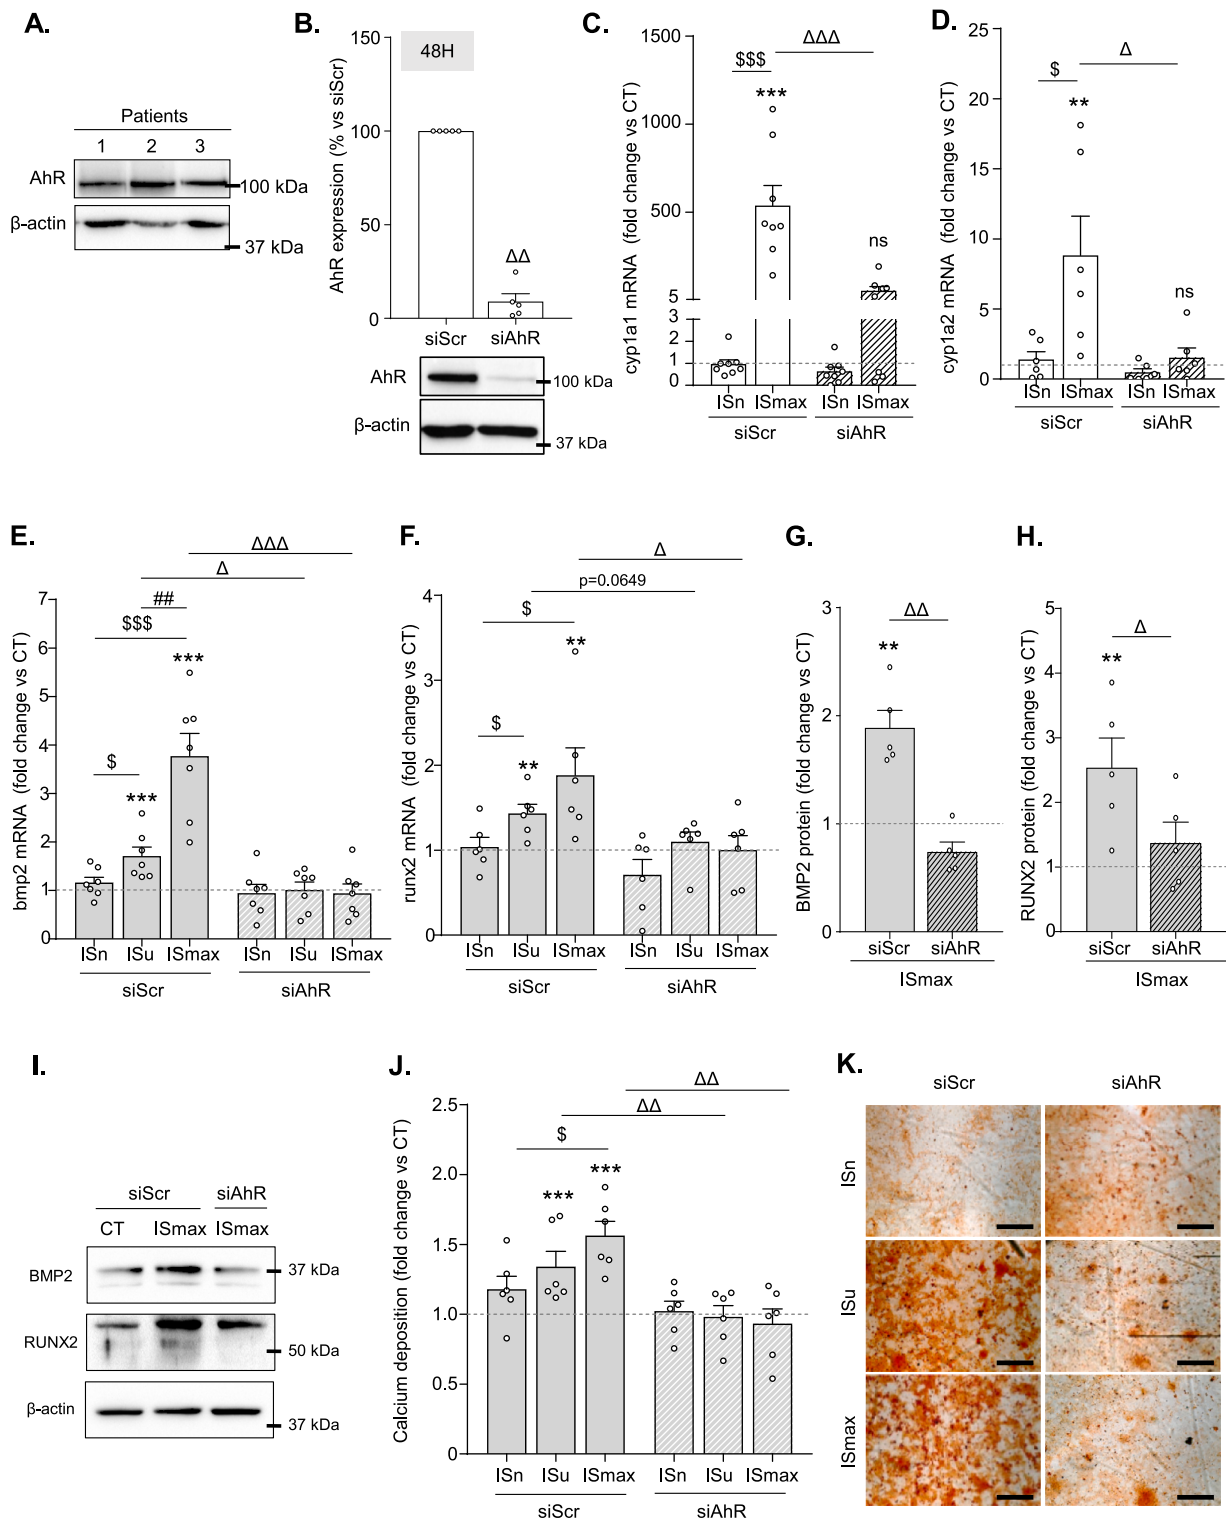 A.
Patients
1 2 3
AhR
100 kDa
β-actin
37 kDa
B.
48H
AhR expression (% vs siScr)
150
100
50
0
ΔΔ
siScr siAhR
AhR
100 kDa
β-actin
37 kDa
C.
cyp1a1 mRNA (fold change vs CT)
1500
1000
500
5
3
2
1
0
$$$
***
ΔΔΔ
ns
ISn ISmax ISn ISmax
siScr siAhR
D.
cyp1a2 mRNA (fold change vs CT)
25
20
15
10
5
0
$
**
Δ
ns
ISn ISmax ISn ISmax
siScr siAhR
E.
bmp2 mRNA (fold change vs CT)
7
6
5
4
3
2
1
0
ΔΔΔ
Δ
##
$$$
***
$
***
ISn ISu ISmax ISn ISu ISmax
siScr siAhR
F.
runx2 mRNA (fold change vs CT)
4
3
2
1
0
Δ
p=0.0649
$
**
$
**
ISn ISu ISmax ISn ISu ISmax
siScr siAhR
G.
BMP2 protein (fold change vs CT)
3
2
1
0
ΔΔ
**
siScr siAhR
ISmax
H.
RUNX2 protein (fold change vs CT)
5
4
3
2
1
0
Δ
**
siScr siAhR
ISmax
I.
siScr siAhR
CT ISmax ISmax
BMP2
37 kDa
RUNX2
50 kDa
β-actin
37 kDa
J.
Calcium deposition (fold change vs CT)
2.5
2.0
1.5
1.0
0.5
0
ΔΔ
ΔΔ
$
***
***
ISn ISu ISmax ISn ISu ISmax
siScr siAhR
K.
siScr siAhR
ISn
ISu
ISmax